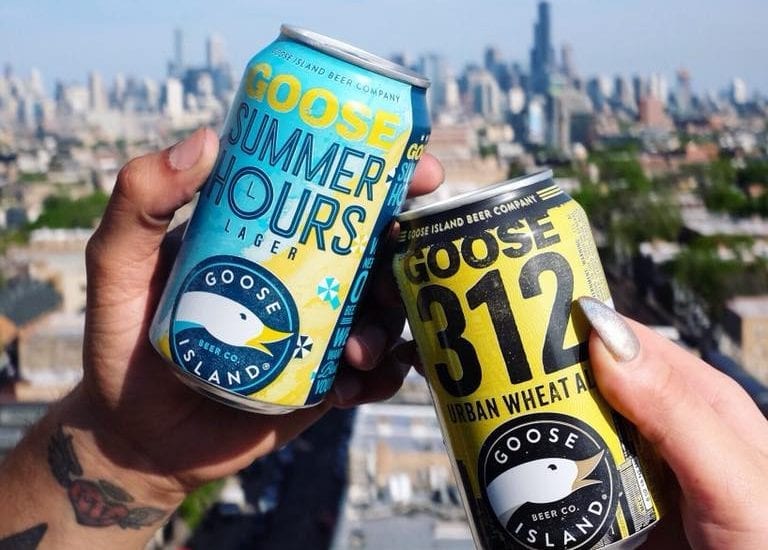 GOOSE ISLAND BEER COMPANY
GOOSE
SUMMER
HOURS
LAGER
GOOSE
ISLAND®
BEER CO.
GOOSE ISLAND BEER COMPANY
GOOSE
312
URBAN WHEAT AL
GOOSE
ISLAND®
BEER CO.